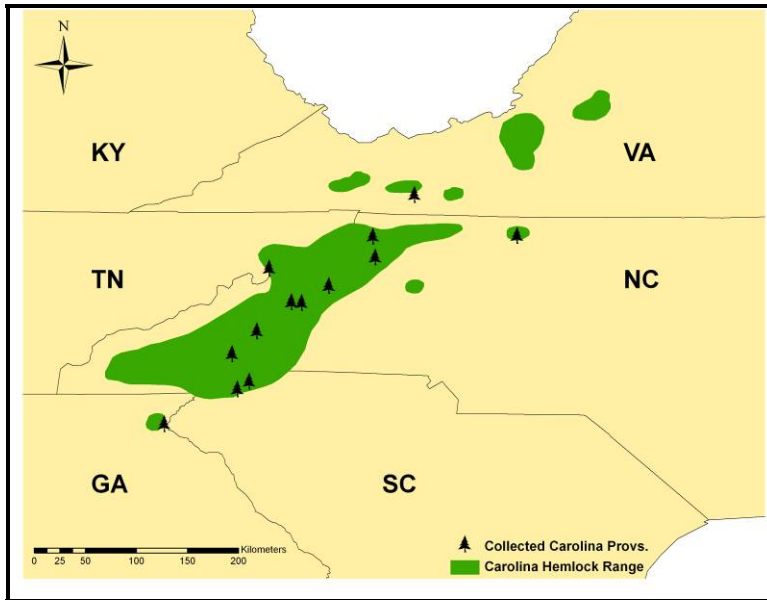 N
KY
VA
TN
NC
GA
SC
Kilometers
0 25 50 100 150 200
Collected Carolina Provs.
Carolina Hemlock Range